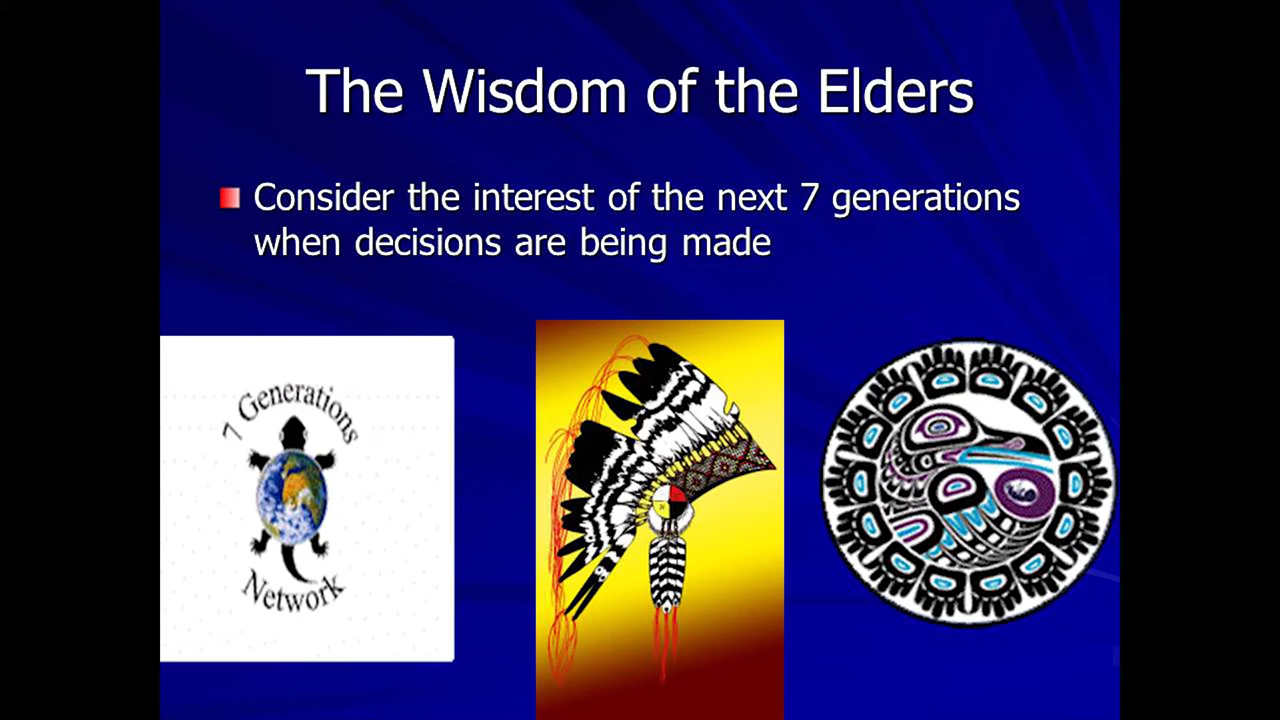 The Wisdom of the Elders
Consider the interest of the next 7 generations
when decisions are being made
7 Generations
Network